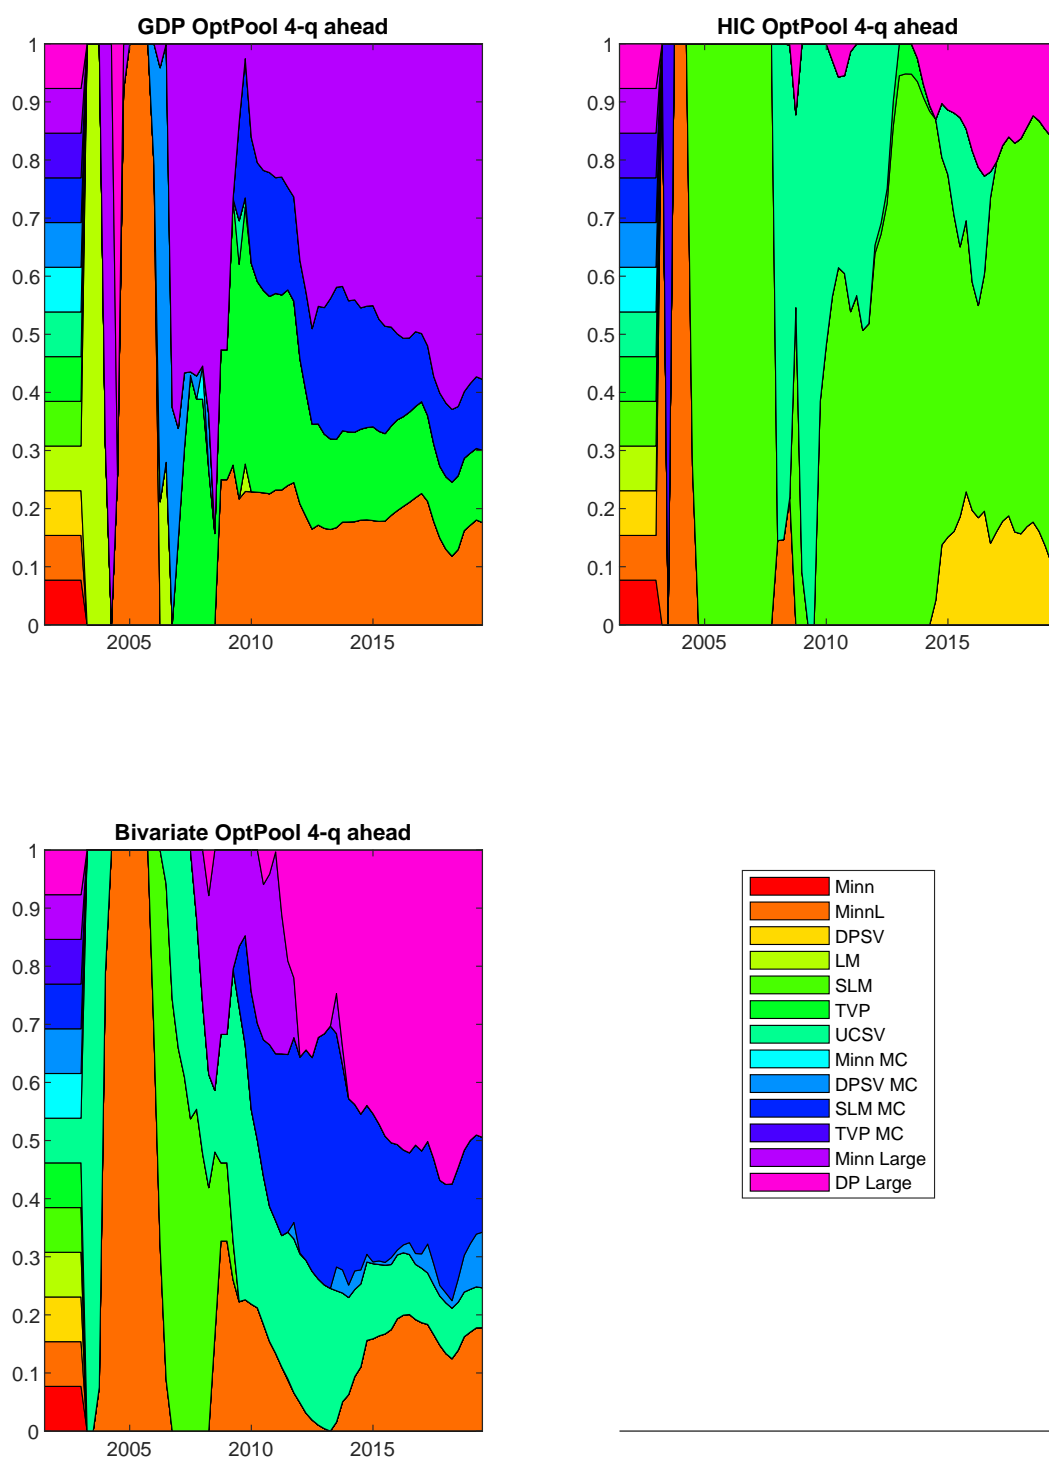 GDP OptPool 4-q ahead
1
0.9
0.8
0.7
0.6
0.5
0.4
0.3
0.2
0.1
0
2005 2010 2015
HIC OptPool 4-q ahead
1
0.9
0.8
0.7
0.6
0.5
0.4
0.3
0.2
0.1
0
2005 2010 2015
Bivariate OptPool 4-q ahead
1
0.9
0.8
0.7
0.6
0.5
0.4
0.3
0.2
0.1
0
2005 2010 2015
Minn
MinnL
DPSV
LM
SLM
TVP
UCSV
Minn MC
DPSV MC
SLM MC
TVP MC
Minn Large
DP Large